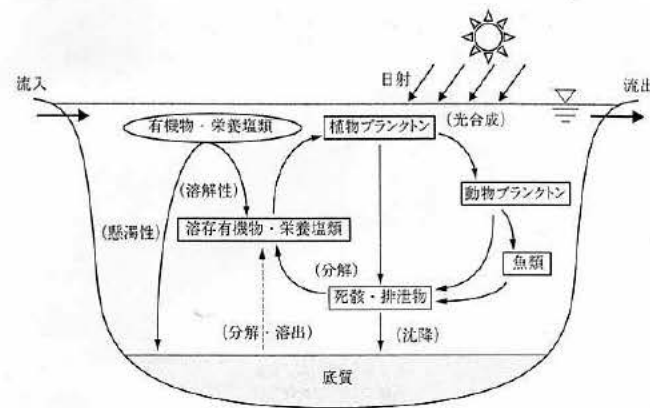 日射
流入
流出
有機物・栄養塩類
植物プランクトン
(光合成)
(溶解性)
動物プランクトン
(懸濁性)
溶存有機物・栄養塩類
魚類
(分解)
死骸・排泄物
(分解・溶出)
(沈降)
底質